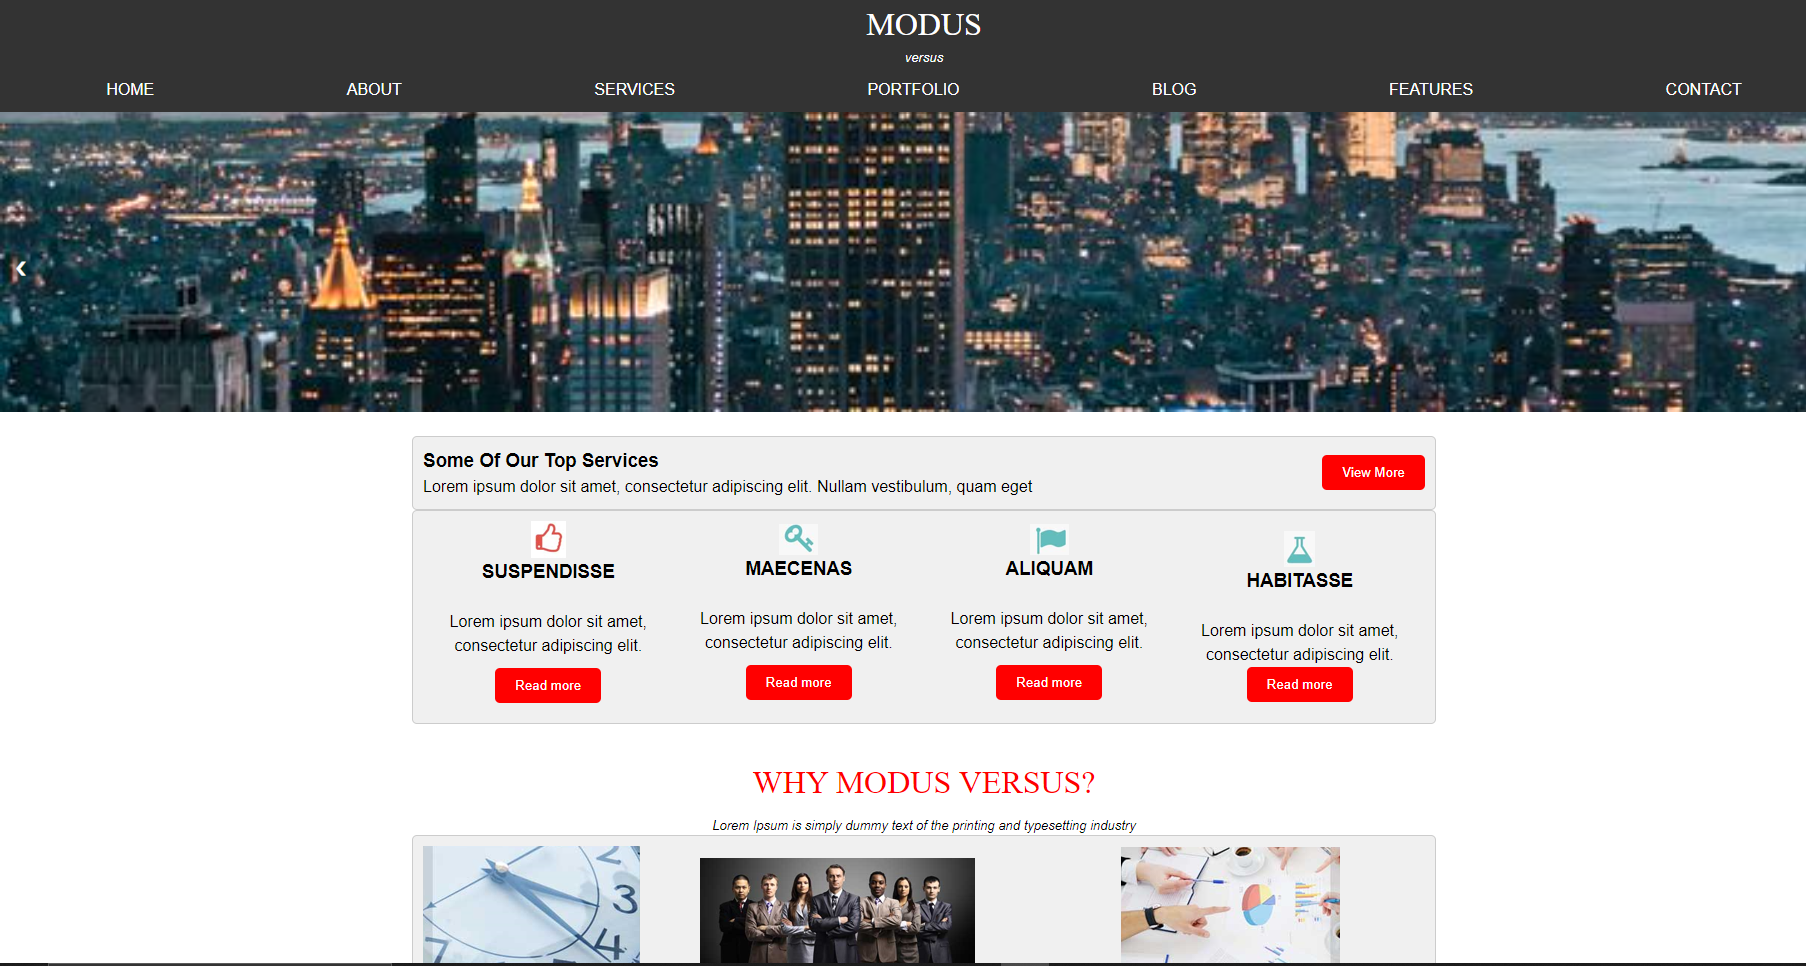 MODUS
versus
HOME ABOUT SERVICES PORTFOLIO BLOG FEATURES CONTACT
‹
Some Of Our Top Services
Lorem ipsum dolor sit amet, consectetur adipiscing elit. Nullam vestibulum, quam eget
View More
SUSPENDISSE
Lorem ipsum dolor sit amet,
consectetur adipiscing elit.
Read more
MAECENAS
Lorem ipsum dolor sit amet,
consectetur adipiscing elit.
Read more
ALIQUAM
Lorem ipsum dolor sit amet,
consectetur adipiscing elit.
Read more
HABITASSE
Lorem ipsum dolor sit amet,
consectetur adipiscing elit.
Read more
WHY MODUS VERSUS?
Lorem Ipsum is simply dummy text of the printing and typesetting industry
2
3
4
7